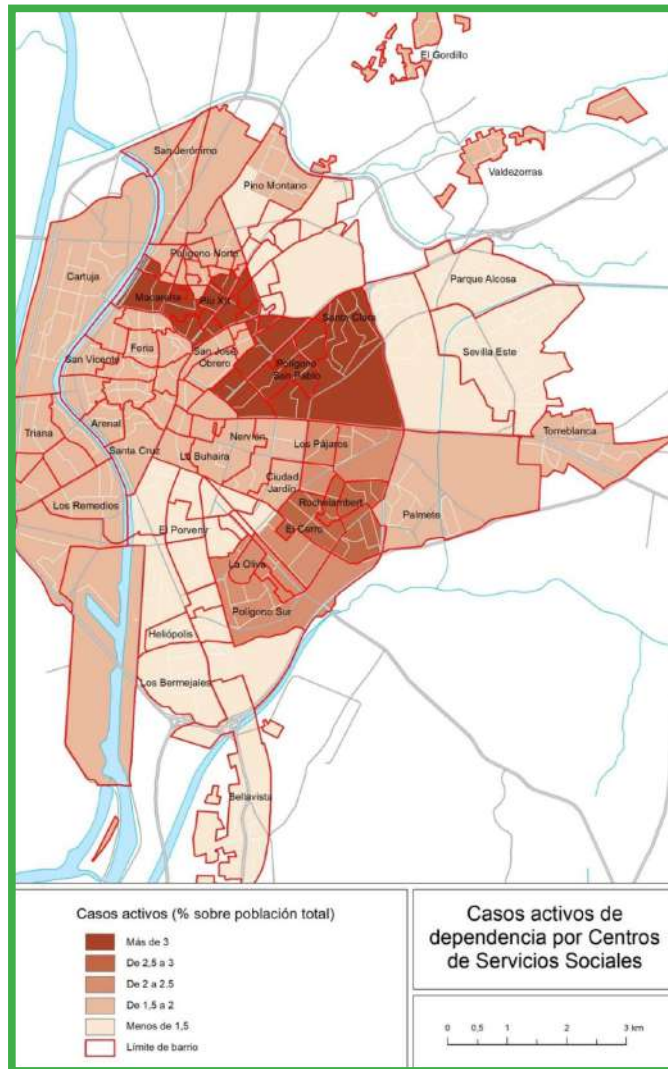 El Gordillo
San Jerónimo
Valdezorras
Pino Montano
Polígono Norte
Parque Alcosa
Cartuja
Macarena
Pío XII
Santa Clara
Feria
San José
Obrero
Sevilla Este
San Vicente
Polígono
San Pablo
Triana
Arenal
Nervión
Los Pájaros
Torreblanca
Santa Cruz
La Buhaira
Ciudad
Jardín
Los Remedios
Rochelambert
Palmete
El Porvenir
El Cerro
La Oliva
Polígono Sur
Heliópolis
Los Bermejales
Bellavista
Casos activos (% sobre población total)
Más de 3
De 2,5 a 3
De 2 a 2.5
De 1,5 a 2
Menos de 1,5
Límite de barrio
Casos activos de
dependencia por Centros
de Servicios Sociales
0 0,5 1 2 3 km